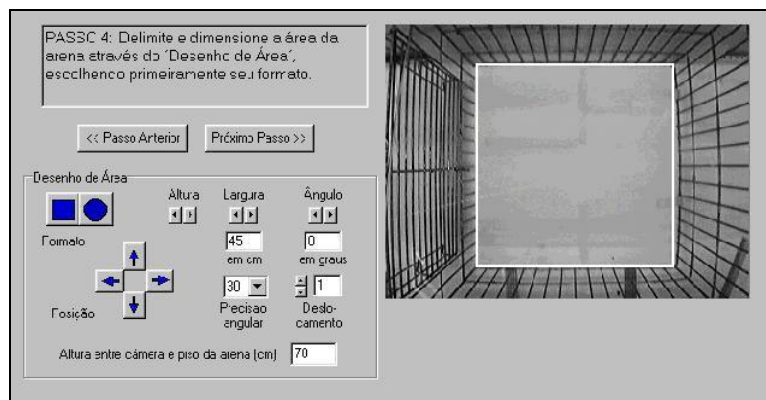 PASSO 4: Delimite e dimensione a área da
arena através do ´Desenho de Área´,
escolhendo primeiramente seu formato.
<< Passo Anterior
Próximo Passo >>
Desenho de Área
Altura
Largura
Ângulo
Formato
45
0
em cm
em graus
30
1
Posição
Precisao
angular
Deslo-
camento
Altura entre câmera e piso da arena (cm)
70